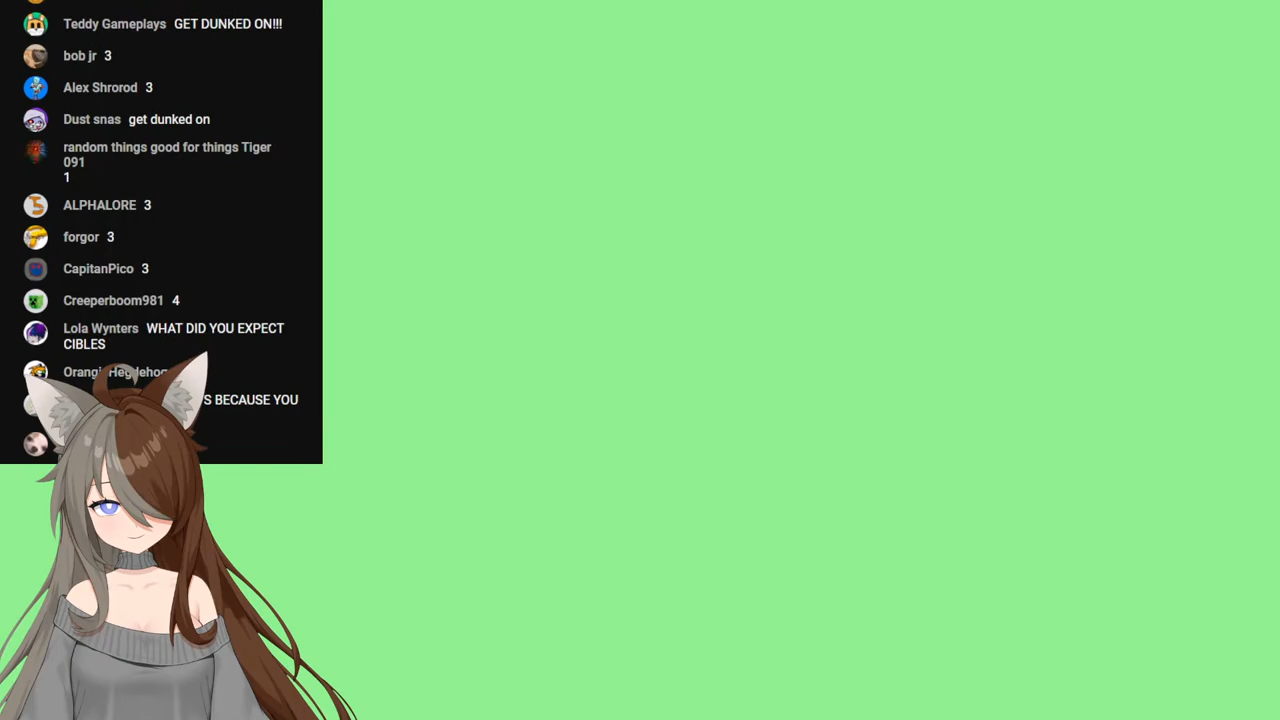 Teddy Gameplays GET DUNKED ON!!!
bob jr 3
Alex Shrorod 3
Dust snas get dunked on
random things good for things Tiger
091
1
ALPHALORE 3
forgor 3
CapitanPico 3
Creeperboom981 4
Lola Wynters WHAT DID YOU EXPECT
CIBLES
BECAUSE YOU